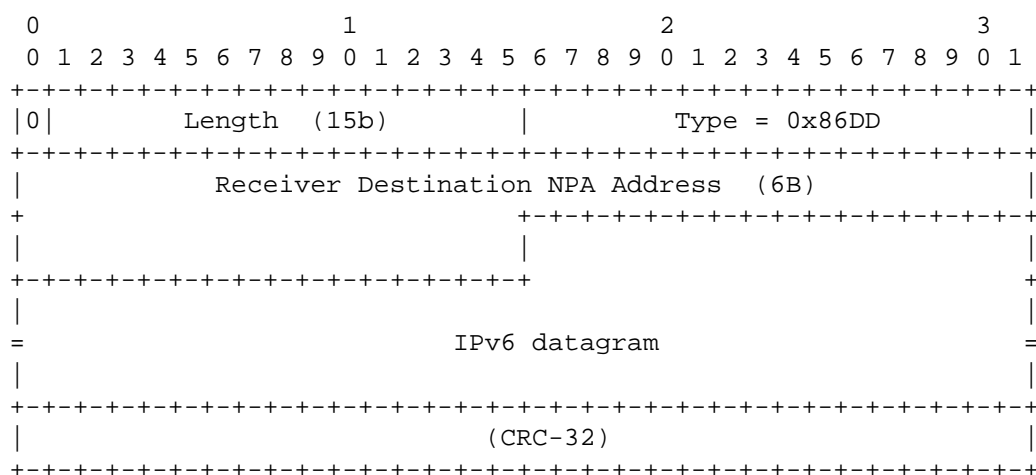 0                   1                   2                   3
 0 1 2 3 4 5 6 7 8 9 0 1 2 3 4 5 6 7 8 9 0 1 2 3 4 5 6 7 8 9 0 1
+-+-+-+-+-+-+-+-+-+-+-+-+-+-+-+-+-+-+-+-+-+-+-+-+-+-+-+-+-+-+-+-+
|0|        Length  (15b)        |         Type = 0x86DD         |
+-+-+-+-+-+-+-+-+-+-+-+-+-+-+-+-+-+-+-+-+-+-+-+-+-+-+-+-+-+-+-+-+
|            Receiver Destination NPA Address  (6B)             |
+                               +-+-+-+-+-+-+-+-+-+-+-+-+-+-+-+-+
|                               |                               |
+-+-+-+-+-+-+-+-+-+-+-+-+-+-+-+-+                               +
|                                                               |
=                           IPv6 datagram                       =
|                                                               |
+-+-+-+-+-+-+-+-+-+-+-+-+-+-+-+-+-+-+-+-+-+-+-+-+-+-+-+-+-+-+-+-+
|                             (CRC-32)                          |
+-+-+-+-+-+-+-+-+-+-+-+-+-+-+-+-+-+-+-+-+-+-+-+-+-+-+-+-+-+-+-+-+